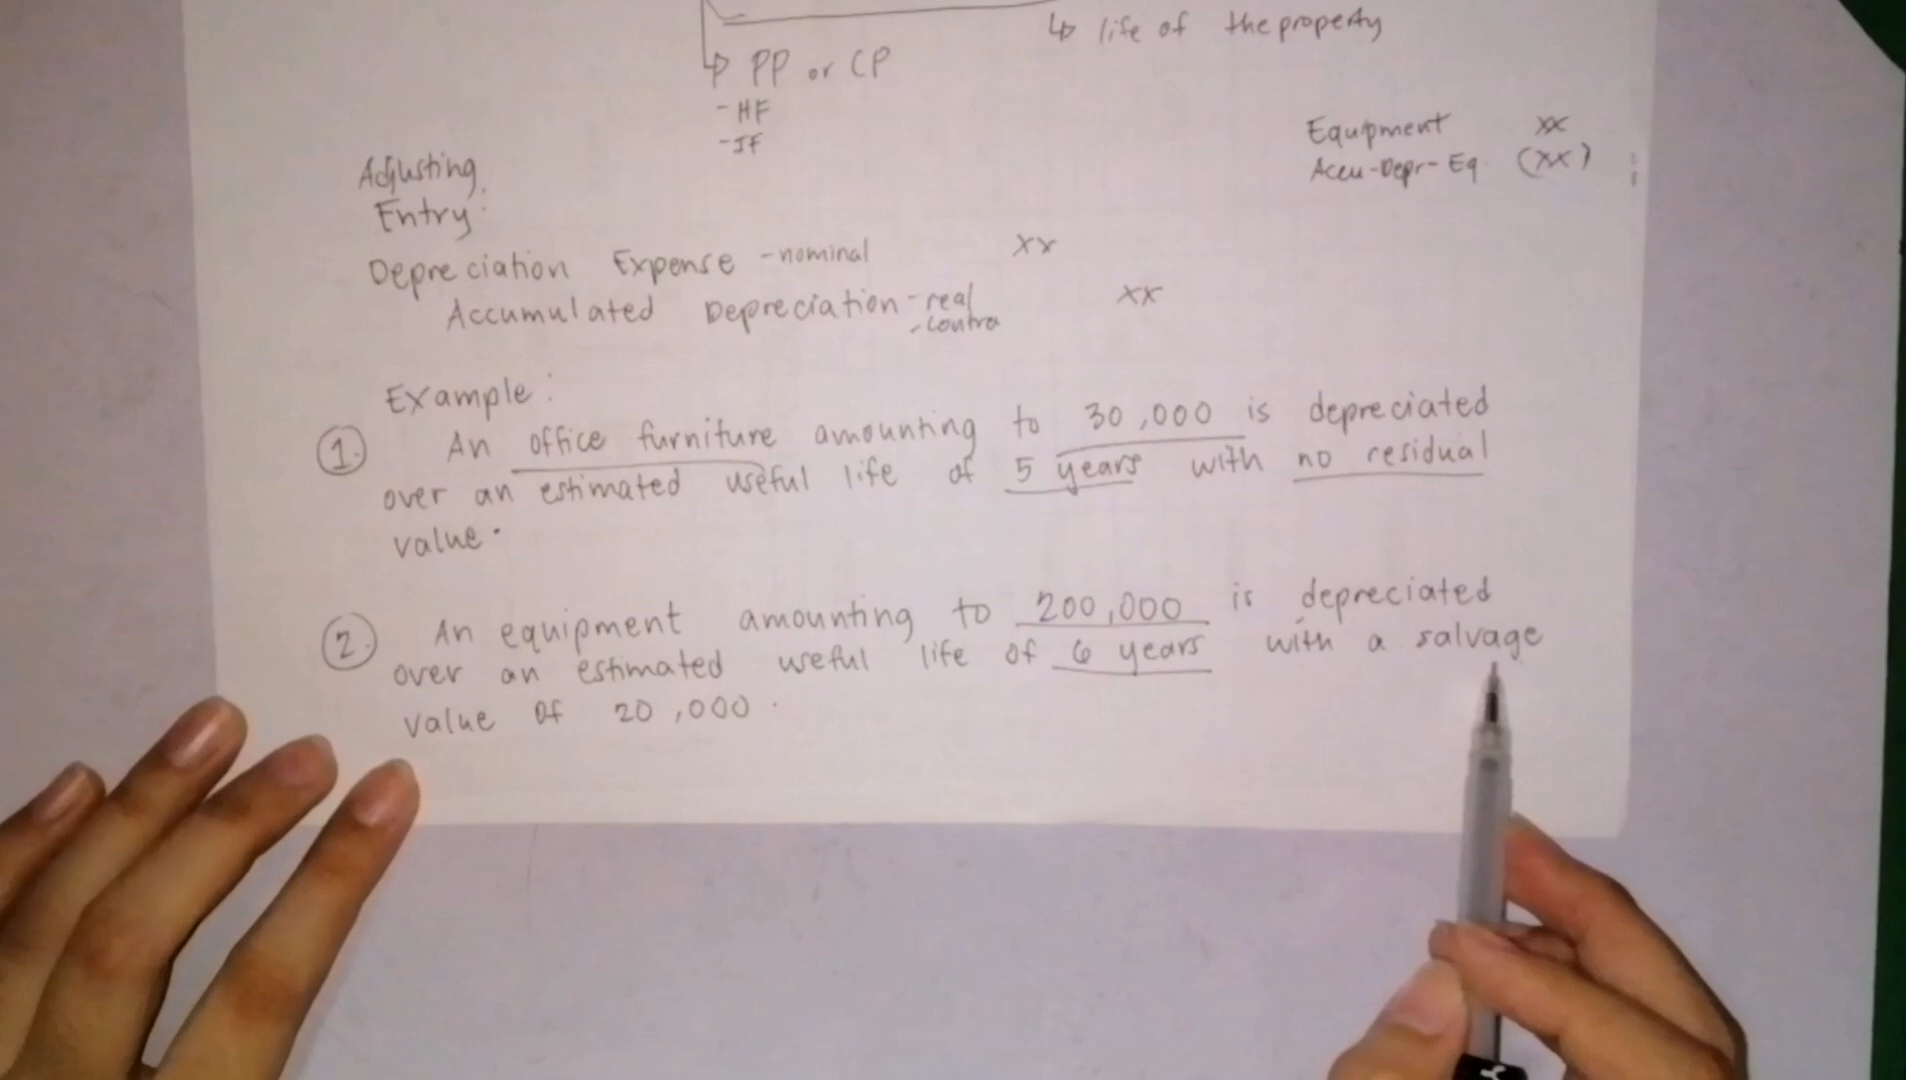 ↳ life of the property
↳ PP or CP
- HF
- JF
Equipment xx
Accu-Depr-Eq. (xx)
Adjusting
Entry:
Depreciation Expense - nominal xx
Accumulated Depreciation - real xx
- contra
Example:
1. An office furniture amounting to 30,000 is depreciated
over an estimated useful life of 5 years with no residual
value.
2. An equipment amounting to 200,000 is depreciated
over an estimated useful life of 6 years with a salvage
value of 20,000.